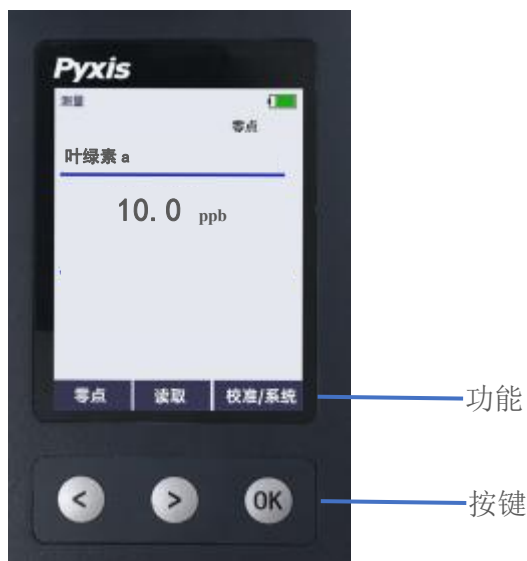 Pyxis
测量
零点
叶绿素 a
10.0 ppb
零点 读取 校准/系统
功能
< > OK
按键